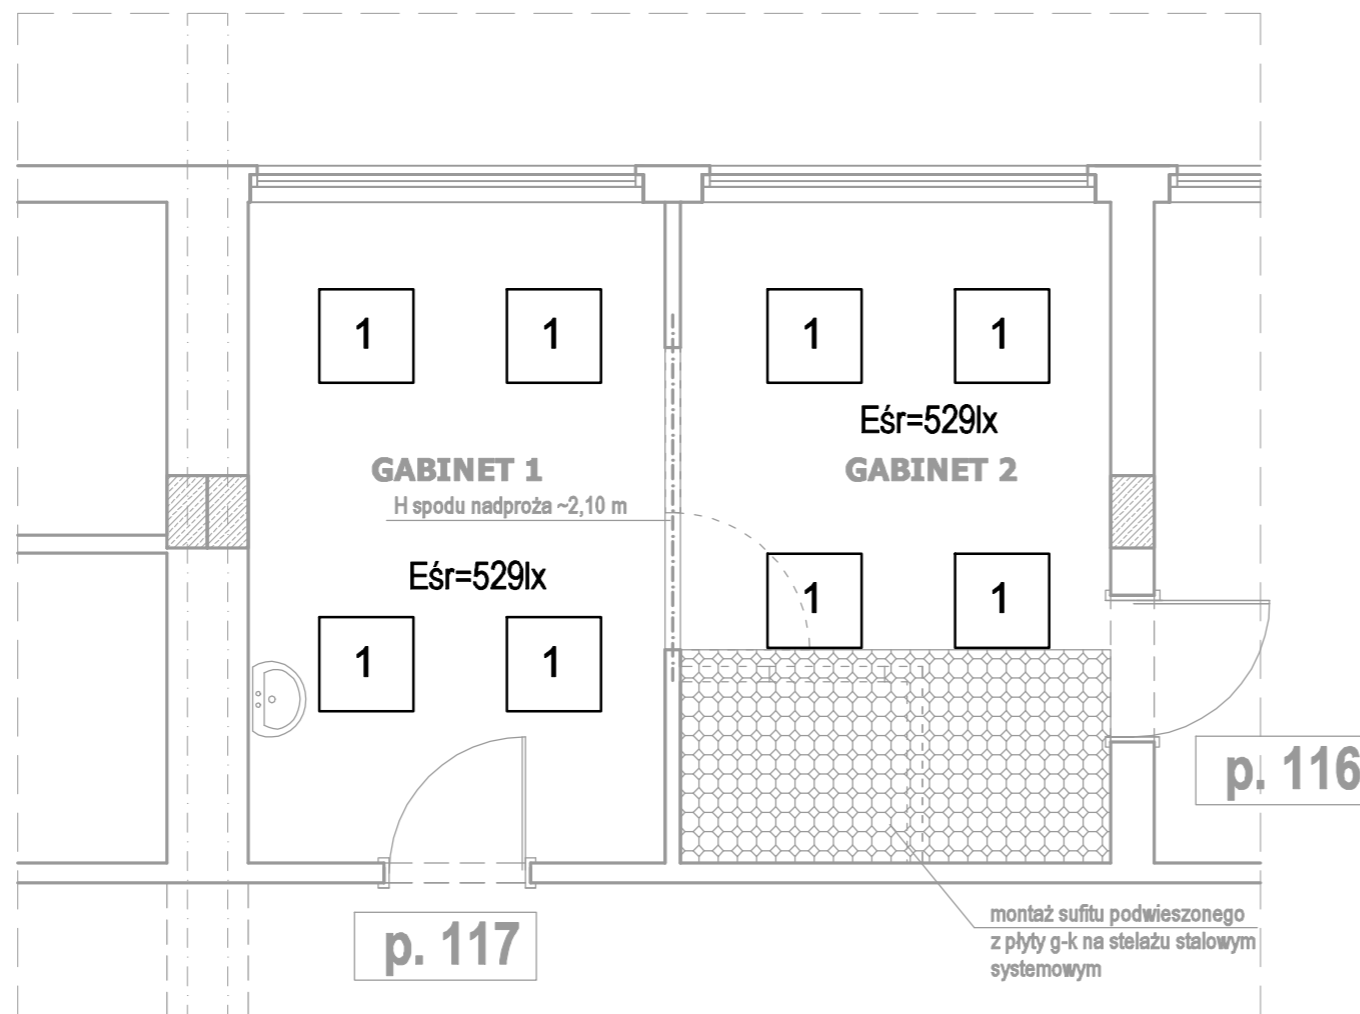 1
1
1
1
Eśr=529lx
GABINET 1
GABINET 2
H spodu nadproża ~2,10 m
Eśr=529lx
1
1
1
1
p. 116
montaż sufitu podwieszonego
z płyty g-k na stelażu stalowym
systemowym
p. 117